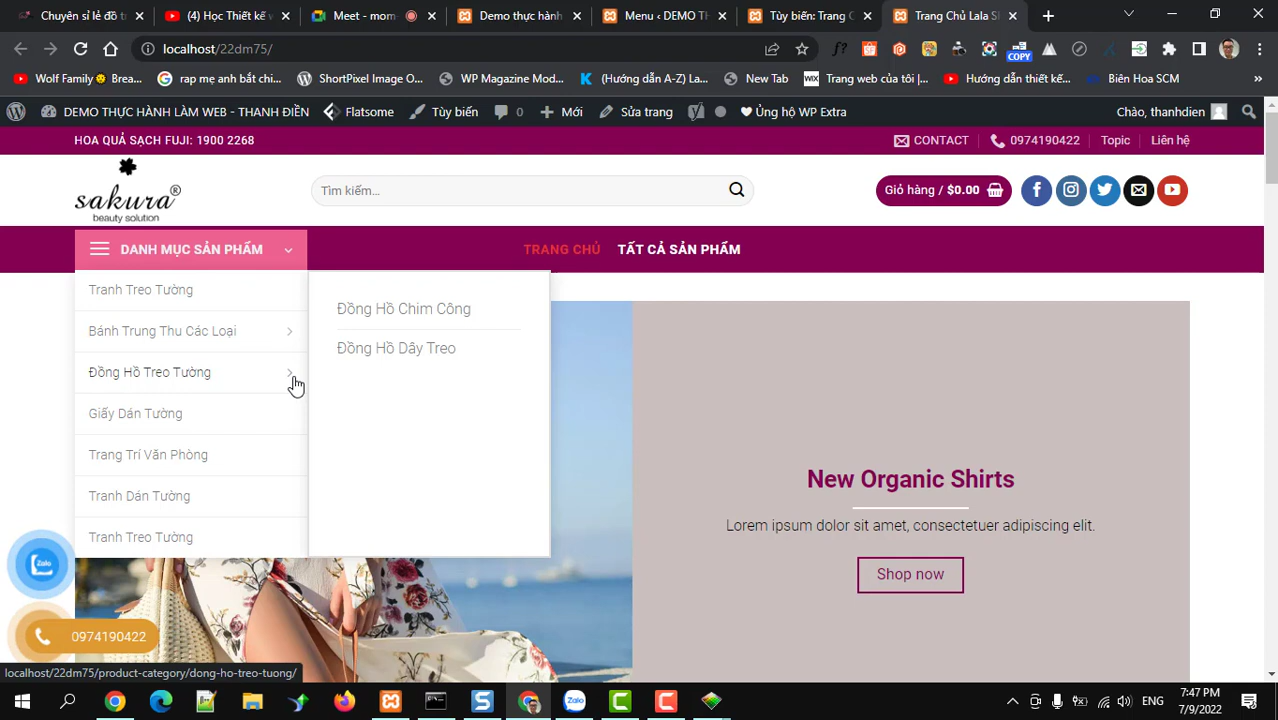 Chuyên sỉ lẻ đồ tr
(4) Học Thiết kế v
Meet - mom-
Demo thực hành
Menu ‹ DEMO TH
Tùy biến: Trang C
Trang Chủ Lala S
localhost/22dm75/
COPY
Wolf Family Brea...
rap mẹ anh bắt chi...
ShortPixel Image O...
WP Magazine Mod...
(Hướng dẫn A-Z) La...
New Tab
WIX
Trang web của tôi |...
Hướng dẫn thiết kế...
Biên Hoa SCM
DEMO THỰC HÀNH LÀM WEB - THANH ĐIỀN
Flatsome
Tùy biến
0
Mới
Sửa trang
Ủng hộ WP Extra
Chào, thanhdien
HOA QUẢ SẠCH FUJI: 1900 2268
CONTACT
0974190422
Topic
Liên hệ
sakura
beauty solution
Tìm kiếm...
Giỏ hàng / $0.00
DANH MỤC SẢN PHẨM
TRANG CHỦ
TẤT CẢ SẢN PHẨM
Tranh Treo Tường
Bánh Trung Thu Các Loại
Đồng Hồ Treo Tường
Giấy Dán Tường
Trang Trí Văn Phòng
Tranh Dán Tường
Tranh Treo Tường
Đồng Hồ Chim Công
Đồng Hồ Dây Treo
New Organic Shirts
Lorem ipsum dolor sit amet, consectetuer adipiscing elit.
Shop now
Zalo
0974190422
localhost/22dm75/product-category/dong-ho-treo-tuong/
Zalo
ENG
7:47 PM
7/9/2022